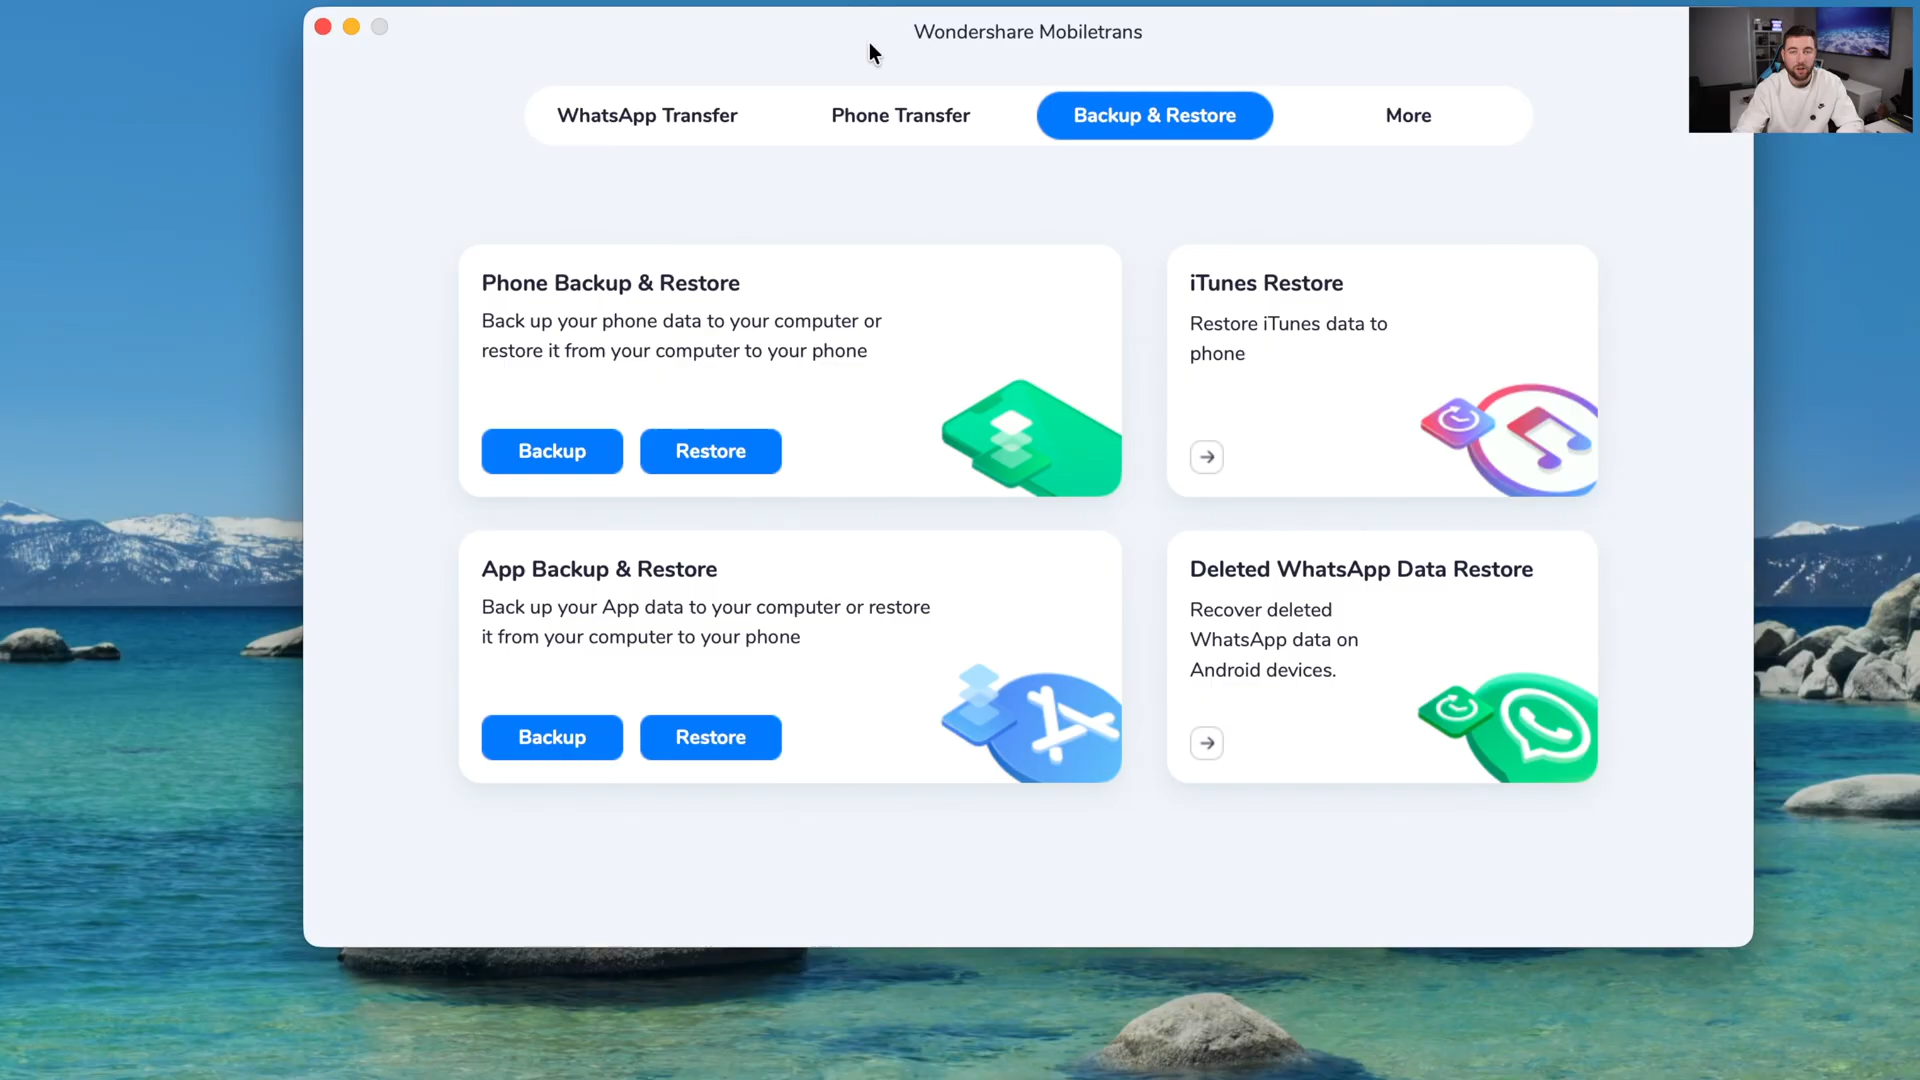 Wondershare Mobiletrans
WhatsApp Transfer
Phone Transfer
Backup & Restore
More
Phone Backup & Restore
Back up your phone data to your computer or
restore it from your computer to your phone
Backup
Restore
iTunes Restore
Restore iTunes data to
phone
App Backup & Restore
Back up your App data to your computer or restore
it from your computer to your phone
Backup
Restore
Deleted WhatsApp Data Restore
Recover deleted
WhatsApp data on
Android devices.